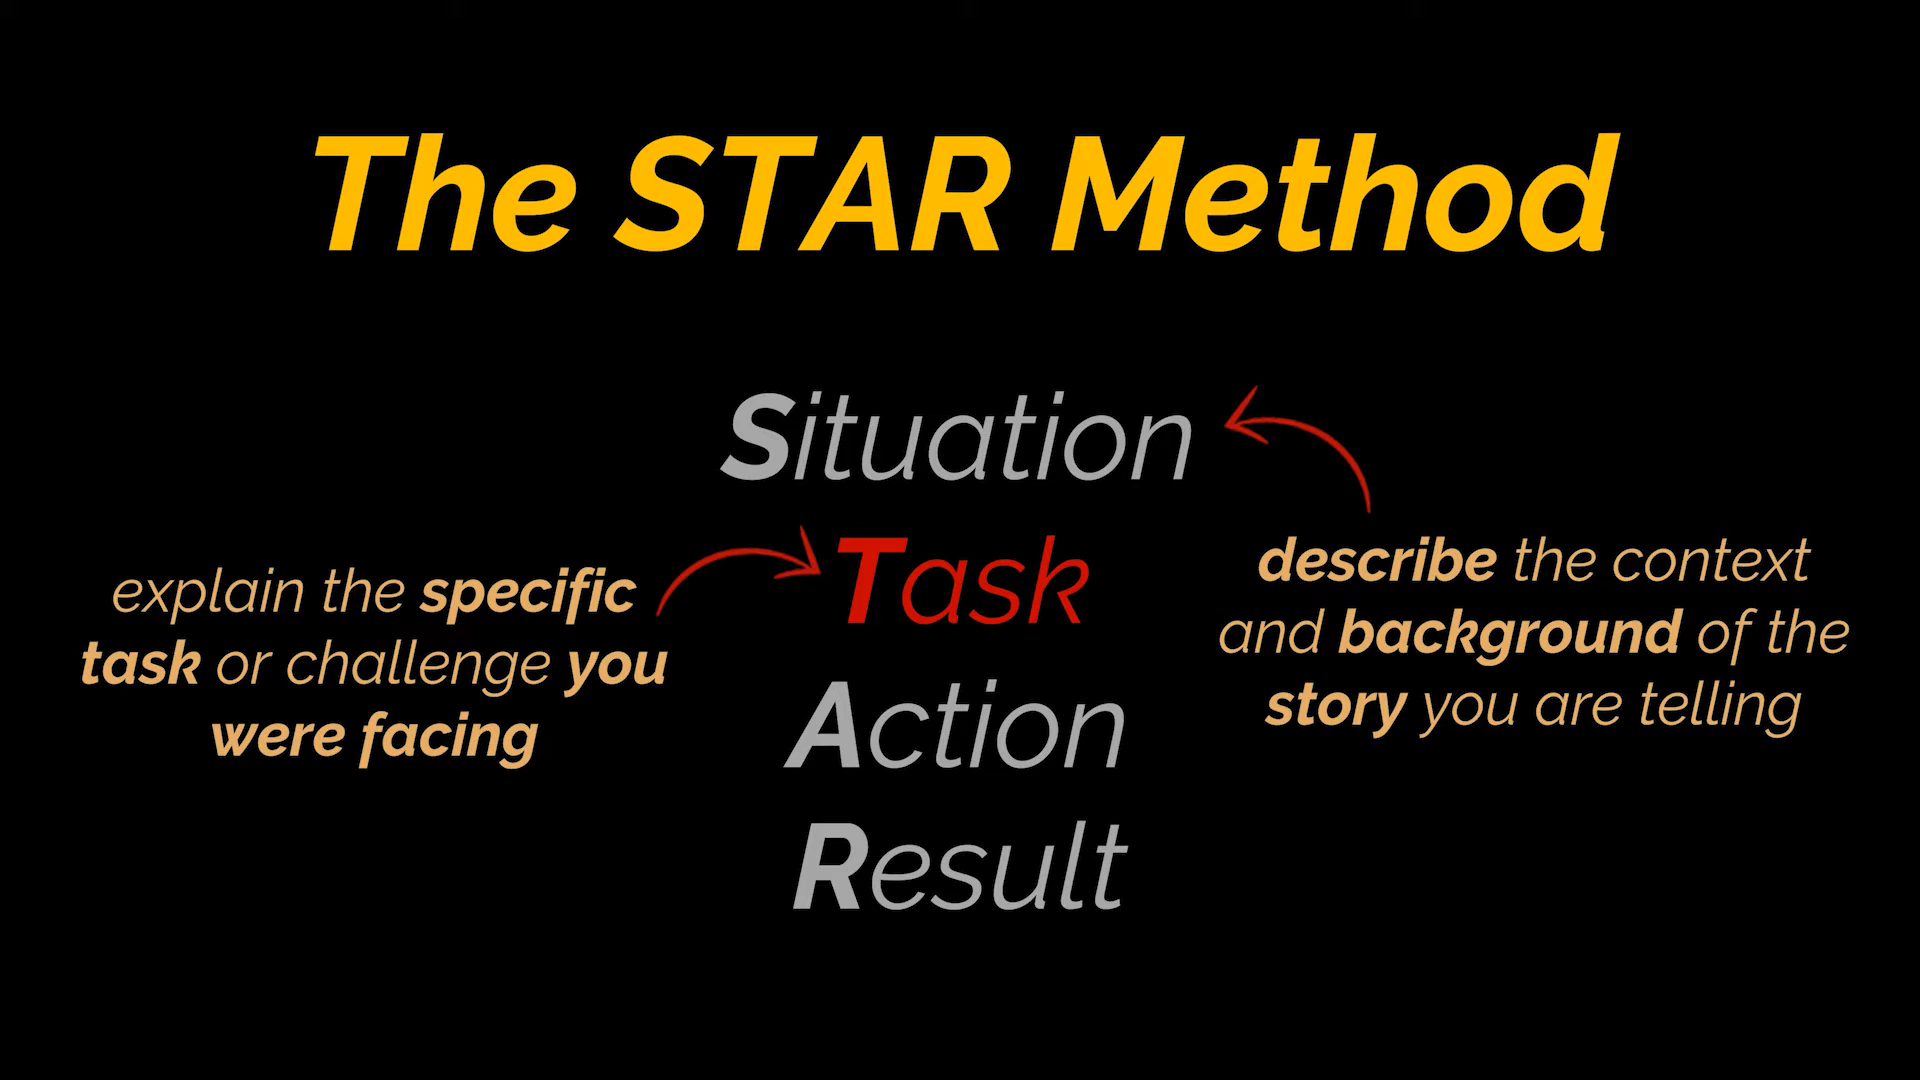 The STAR Method
Situation
Task
Action
Result
explain the specific
task or challenge you
were facing
describe the context
and background of the
story you are telling